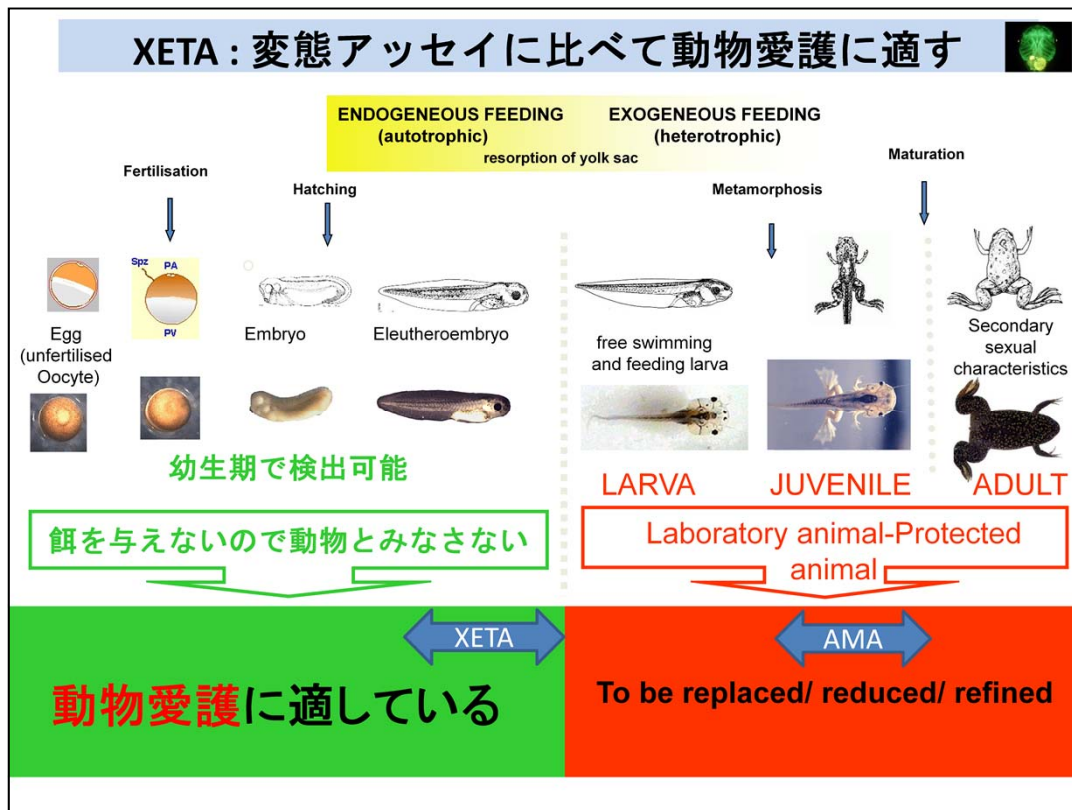 XETA : 変態アッセイに比べて動物愛護に適す
ENDOGENEOUS FEEDING
(autotrophic)
EXOGENEOUS FEEDING
(heterotrophic)
resorption of yolk sac
Fertilisation
Hatching
Metamorphosis
Maturation
Spz
PA
PV
Egg
(unfertilised
Oocyte)
Embryo
Eleutheroembryo
free swimming
and feeding larva
Secondary
sexual
characteristics
幼生期で検出可能
LARVA
JUVENILE
ADULT
餌を与えないので動物とみなさない
Laboratory animal-Protected
animal
XETA
AMA
動物愛護に適している
To be replaced/ reduced/ refined